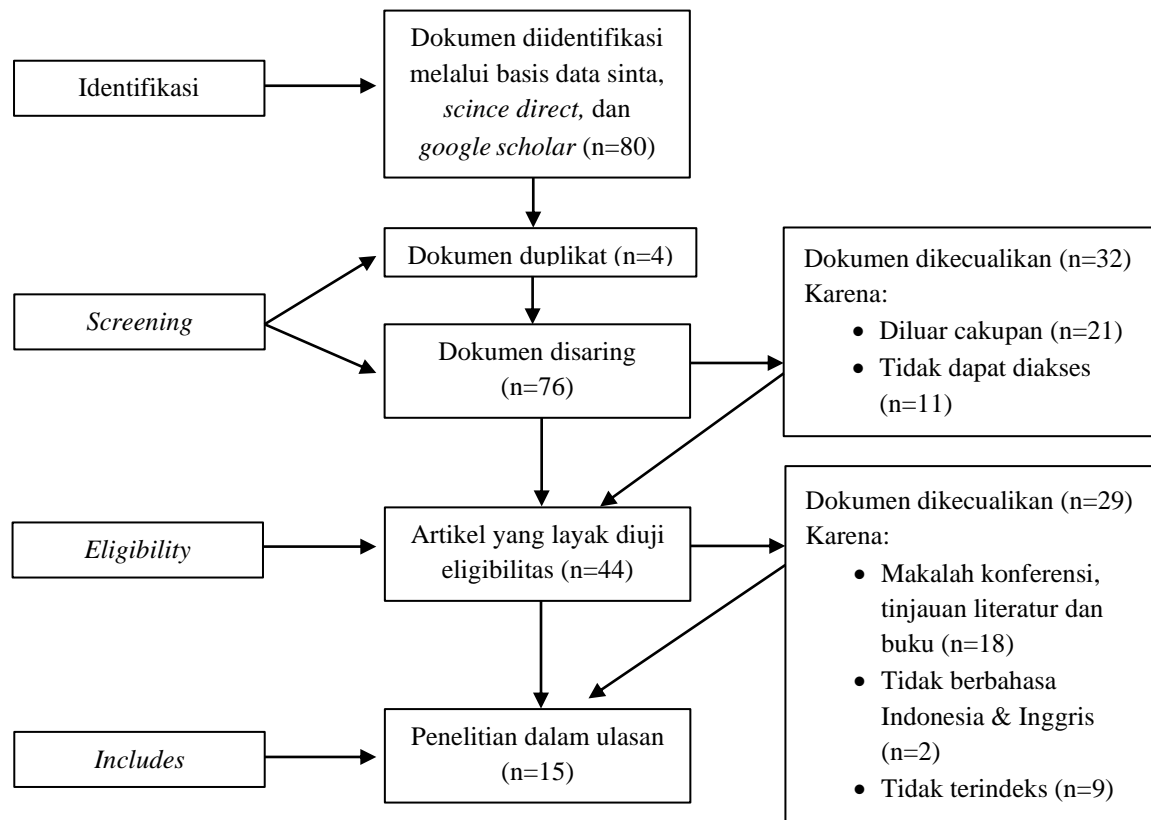 Identifikasi
Dokumen diidentifikasi
melalui basis data sinta,
scince direct, dan
google scholar (n=80)
Screening
Dokumen duplikat (n=4)
Dokumen disaring
(n=76)
Dokumen dikecualikan (n=32)
Karena:
• Diluar cakupan (n=21)
• Tidak dapat diakses
(n=11)
Eligibility
Artikel yang layak diuji
eligibilitas (n=44)
Dokumen dikecualikan (n=29)
Karena:
• Makalah konferensi,
tinjauan literatur dan
buku (n=18)
• Tidak berbahasa
Indonesia & Inggris
(n=2)
• Tidak terindeks (n=9)
Includes
Penelitian dalam ulasan
(n=15)